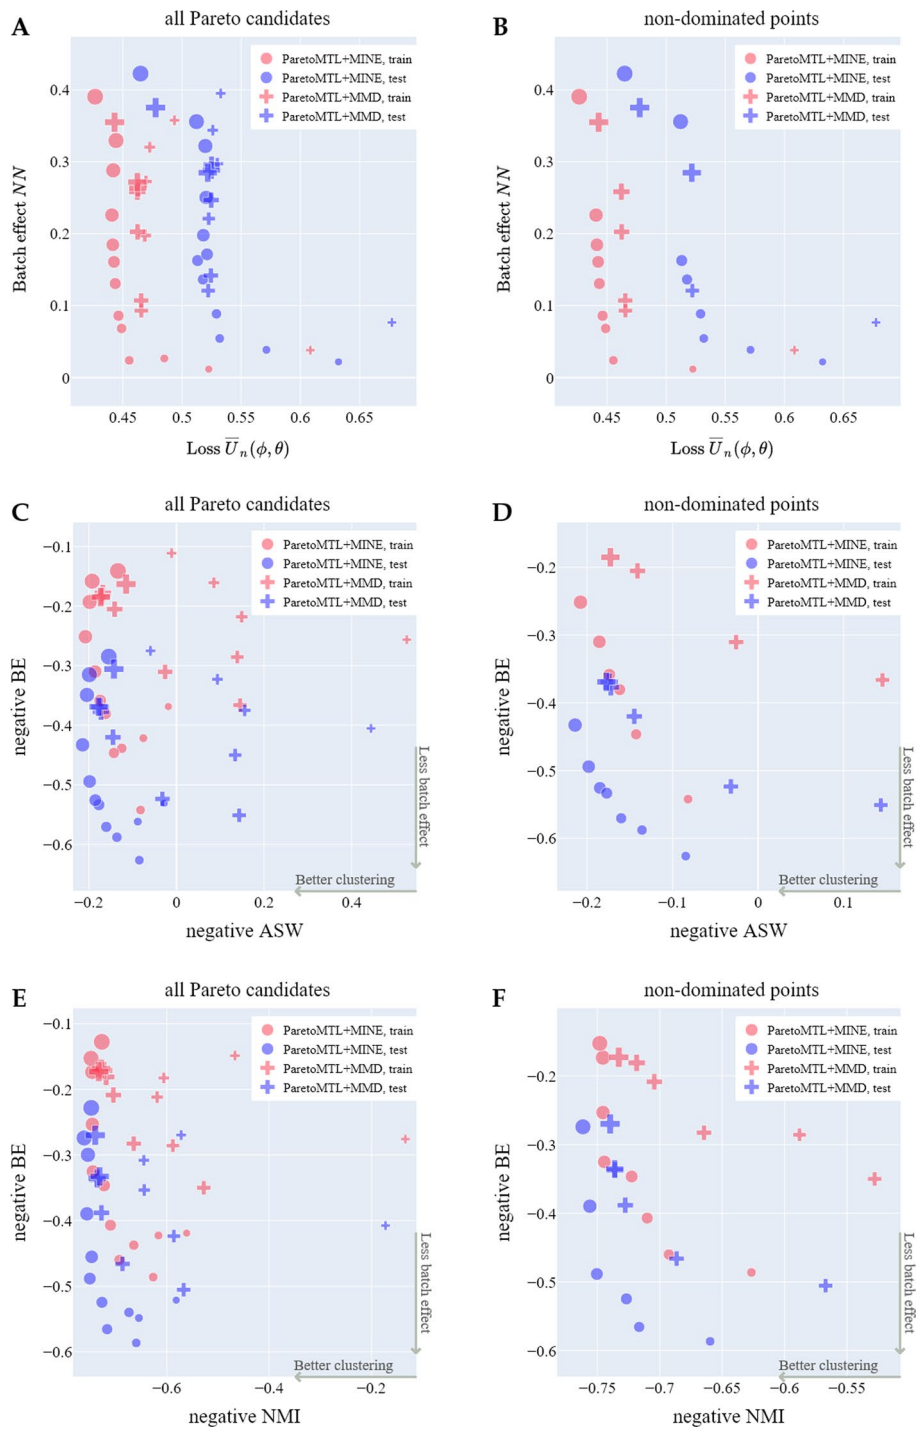 A
all Pareto candidates
ParetoMTL+MINE, train
ParetoMTL+MINE, test
ParetoMTL+MMD, train
ParetoMTL+MMD, test
0.4
0.3
0.2
0.1
0
Batch effect NN
0.45 0.5 0.55 0.6 0.65
Loss U̅ₙ(ϕ, θ)
B
non-dominated points
ParetoMTL+MINE, train
ParetoMTL+MINE, test
ParetoMTL+MMD, train
ParetoMTL+MMD, test
0.4
0.3
0.2
0.1
0
Batch effect NN
0.45 0.5 0.55 0.6 0.65
Loss U̅ₙ(ϕ, θ)
C
all Pareto candidates
ParetoMTL+MINE, train
ParetoMTL+MINE, test
ParetoMTL+MMD, train
ParetoMTL+MMD, test
−0.1
−0.2
−0.3
−0.4
−0.5
−0.6
negative BE
Less batch effect
Better clustering
−0.2 0 0.2 0.4
negative ASW
D
non-dominated points
ParetoMTL+MINE, train
ParetoMTL+MINE, test
ParetoMTL+MMD, train
ParetoMTL+MMD, test
−0.2
−0.3
−0.4
−0.5
−0.6
negative BE
Less batch effect
Better clustering
−0.2 −0.1 0 0.1
negative ASW
E
all Pareto candidates
ParetoMTL+MINE, train
ParetoMTL+MINE, test
ParetoMTL+MMD, train
ParetoMTL+MMD, test
−0.1
−0.2
−0.3
−0.4
−0.5
−0.6
negative BE
Less batch effect
Better clustering
−0.6 −0.4 −0.2
negative NMI
F
non-dominated points
ParetoMTL+MINE, train
ParetoMTL+MINE, test
ParetoMTL+MMD, train
ParetoMTL+MMD, test
−0.2
−0.3
−0.4
−0.5
−0.6
negative BE
Less batch effect
Better clustering
−0.75 −0.7 −0.65 −0.6 −0.55
negative NMI